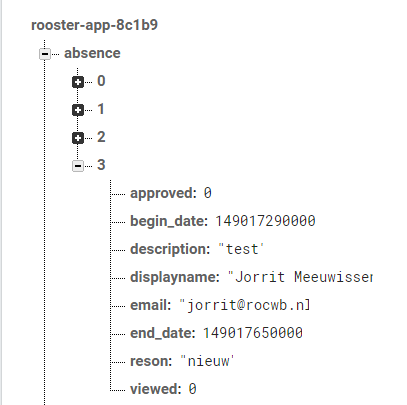 rooster-app-8c1b9
absence
0
1
2
3
approved: 0
begin_date: 149017290000
description: "test'
displayname: "Jorrit Meeuwissen
email: "jorrit@rocwb.nl
end_date: 149017650000
reson: "nieuw'
viewed: 0